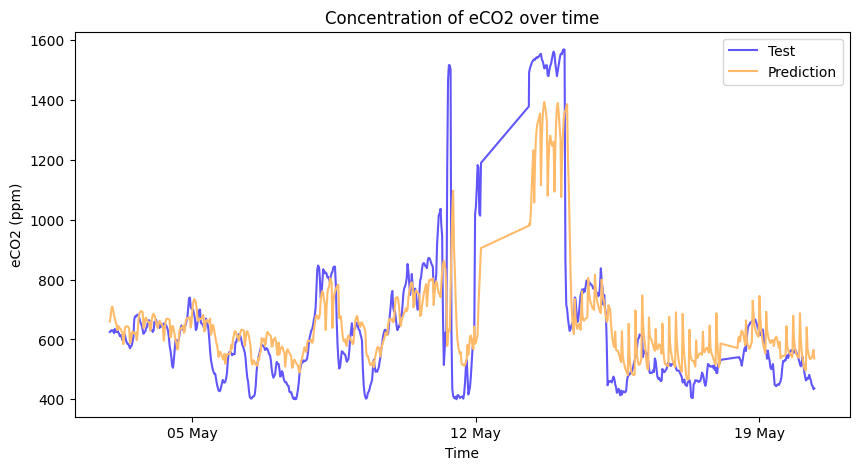 Concentration of eCO2 over time
1600
1400
1200
1000
800
600
400
eCO2 (ppm)
Test
Prediction
05 May
12 May
19 May
Time